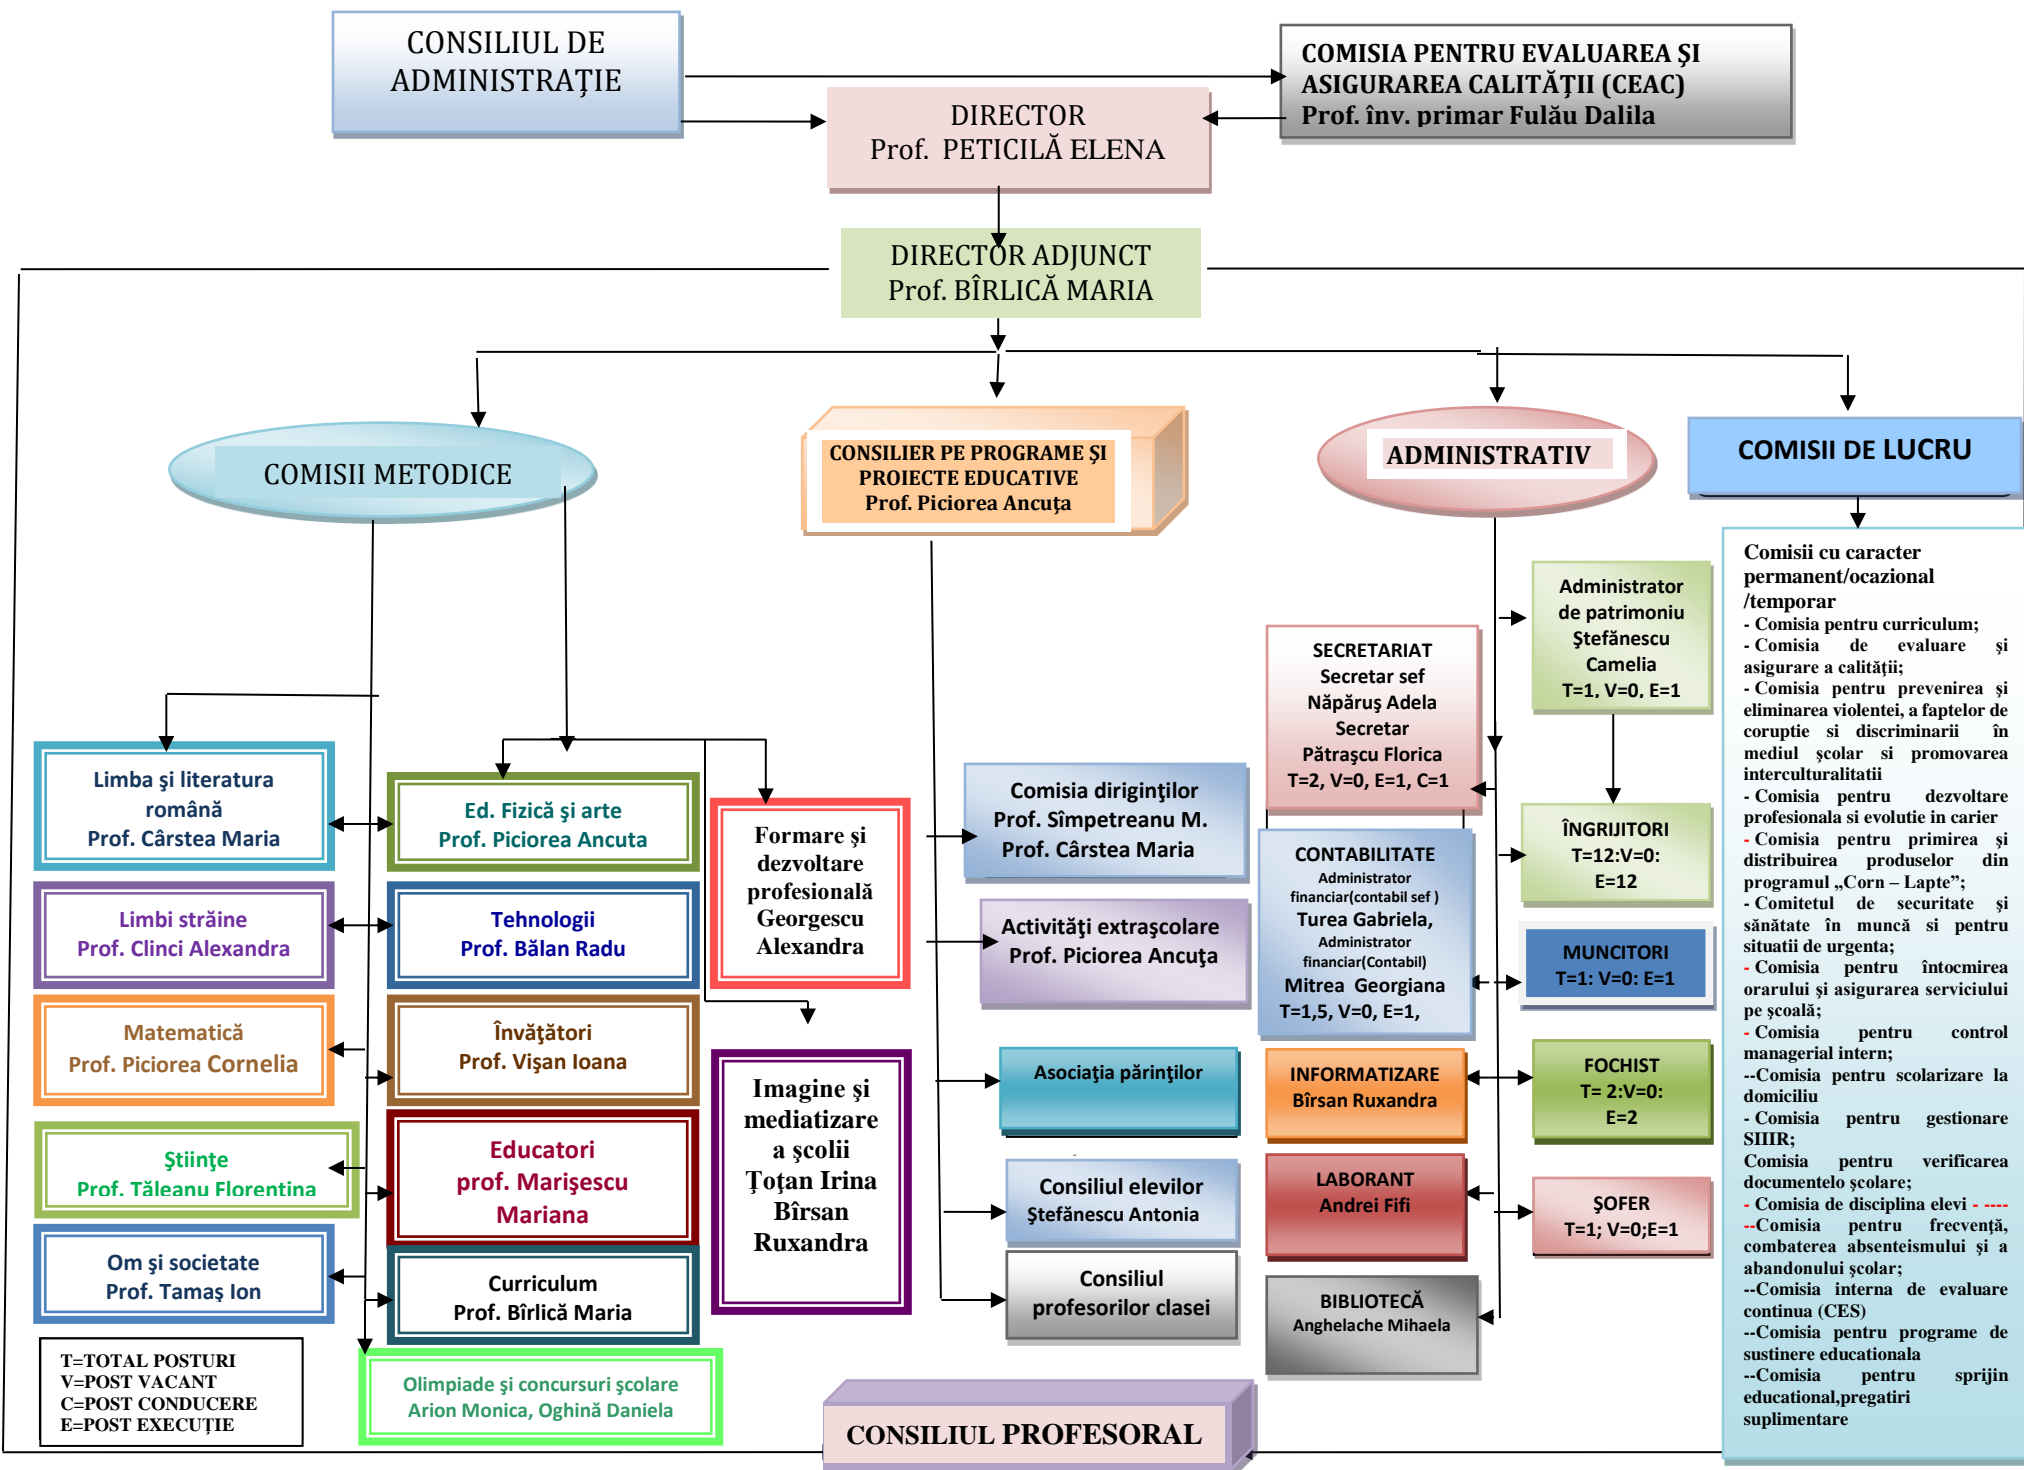 CONSILIUL DE
ADMINISTRAŢIE
COMISIA PENTRU EVALUAREA ŞI
ASIGURAREA CALITĂŢII (CEAC)
Prof. înv. primar Fulău Dalila
DIRECTOR
Prof. PETICILĂ ELENA
DIRECTOR ADJUNCT
Prof. BÎRLICĂ MARIA
COMISII METODICE
CONSILIER PE PROGRAME ŞI
PROIECTE EDUCATIVE
Prof. Piciorea Ancuţa
ADMINISTRATIV
COMISII DE LUCRU
Limba şi literatura
română
Prof. Cârstea Maria
Limbi străine
Prof. Clinci Alexandra
Matematică
Prof. Piciorea Cornelia
Ştiinţe
Prof. Tăleanu Florentina
Om şi societate
Prof. Tamaş Ion
Ed. Fizică şi arte
Prof. Piciorea Ancuta
Tehnologii
Prof. Bălan Radu
Învăţători
Prof. Vişan Ioana
Educatori
prof. Marişescu
Mariana
Curriculum
Prof. Bîrlică Maria
Olimpiade şi concursuri şcolare
Arion Monica, Oghină Daniela
Formare şi
dezvoltare
profesională
Georgescu
Alexandra
Imagine şi
mediatizare
a şcolii
Ţoţan Irina
Bîrsan
Ruxandra
Comisia diriginţilor
Prof. Sîmpetreanu M.
Prof. Cârstea Maria
Activităţi extraşcolare
Prof. Piciorea Ancuţa
Asociaţia părinţilor
Consiliul elevilor
Ştefănescu Antonia
Consiliul
profesorilor clasei
SECRETARIAT
Secretar sef
Năpăruş Adela
Secretar
Pătraşcu Florica
T=2, V=0, E=1, C=1
CONTABILITATE
Administrator
financiar(contabil sef )
Turea Gabriela,
Administrator
financiar(Contabil)
Mitrea Georgiana
T=1,5, V=0, E=1,
INFORMATIZARE
Bîrsan Ruxandra
LABORANT
Andrei Fifi
BIBLIOTECĂ
Anghelache Mihaela
Administrator
de patrimoniu
Ştefănescu
Camelia
T=1, V=0, E=1
ÎNGRIJITORI
T=12:V=0:
E=12
MUNCITORI
T=1: V=0: E=1
FOCHIST
T= 2:V=0:
E=2
ŞOFER
T=1; V=0;E=1
Comisii cu caracter
permanent/ocazional
/temporar
- Comisia pentru curriculum;
- Comisia de evaluare şi
asigurare a calităţii;
- Comisia pentru prevenirea şi
eliminarea violentei, a faptelor de
coruptie si discriminarii în
mediul şcolar si promovarea
interculturalitatii
- Comisia pentru dezvoltare
profesionala si evolutie in carier
- Comisia pentru primirea şi
distribuirea produselor din
programul „Corn – Lapte”;
- Comitetul de securitate şi
sănătate în muncă si pentru
situatii de urgenta;
- Comisia pentru întocmirea
orarului şi asigurarea serviciului
pe şcoală;
- Comisia pentru control
managerial intern;
--Comisia pentru scolarizare la
domiciliu
- Comisia pentru gestionare
SIIIR;
Comisia pentru verificarea
documentelo şcolare;
- Comisia de disciplina elevi - ----
--Comisia pentru frecvenţă,
combaterea absenteismului şi a
abandonului şcolar;
--Comisia interna de evaluare
continua (CES)
--Comisia pentru programe de
sustinere educationala
--Comisia pentru sprijin
educational,pregatiri
suplimentare
T=TOTAL POSTURI
V=POST VACANT
C=POST CONDUCERE
E=POST EXECUŢIE
CONSILIUL PROFESORAL